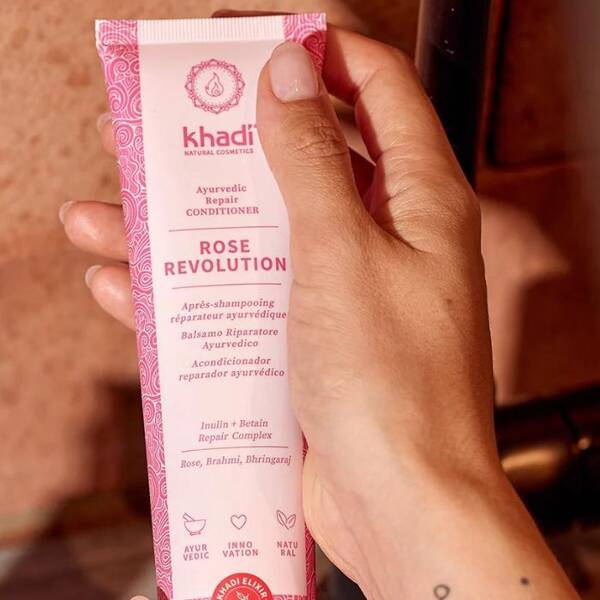 khadi
NATURAL COSMETICS
Ayurvedic
Repair
CONDITIONER
ROSE
REVOLUTION
Après-shampooing
réparateur ayurvédique
Balsamo Riparatore
Ayurvedico
Acondicionador
reparador ayurvédico
Inulin + Betain
Repair Complex
Rose, Brahmi, Bhringaraj
AYUR
VEDIC
INNO
VATION
NATU
RAL
KHADI ELIXIR